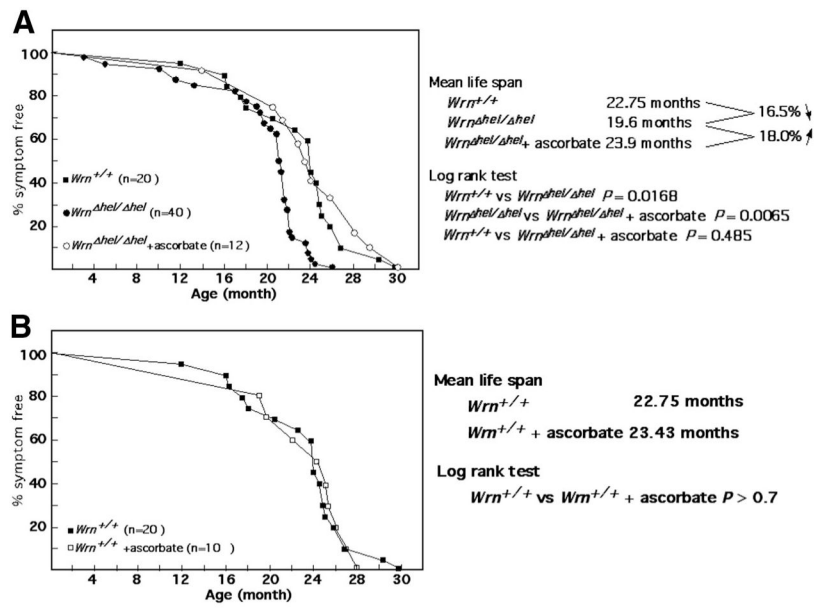 A
100
80
60
40
20
% symptom free
Wrn+/+ (n=20)
WrnΔhel/Δhel (n=40)
WrnΔhel/Δhel+ascorbate (n=12)
4 8 12 16 20 24 28 32 36 30
Age (month)
Mean life span
Wrn+/+ 22.75 months
WrnΔhel/Δhel 19.6 months
WrnΔhel/Δhel+ ascorbate 23.9 months
16.5%
18.0%
Log rank test
Wrn+/+ vs WrnΔhel/Δhel P= 0.0168
WrnΔhel/Δhel vs WrnΔhel/Δhel + ascorbate P= 0.0065
Wrn+/+ vs WrnΔhel/Δhel + ascorbate P= 0.485
B
100
80
60
40
20
% symptom free
Wrn+/+ (n=20)
Wrn+/+ +ascorbate (n=10 )
4 8 12 16 20 24 28 30
Age (month)
Mean life span
Wrn+/+ 22.75 months
Wrn+/+ + ascorbate 23.43 months
Log rank test
Wrn+/+ vs Wrn+/+ + ascorbate P > 0.7